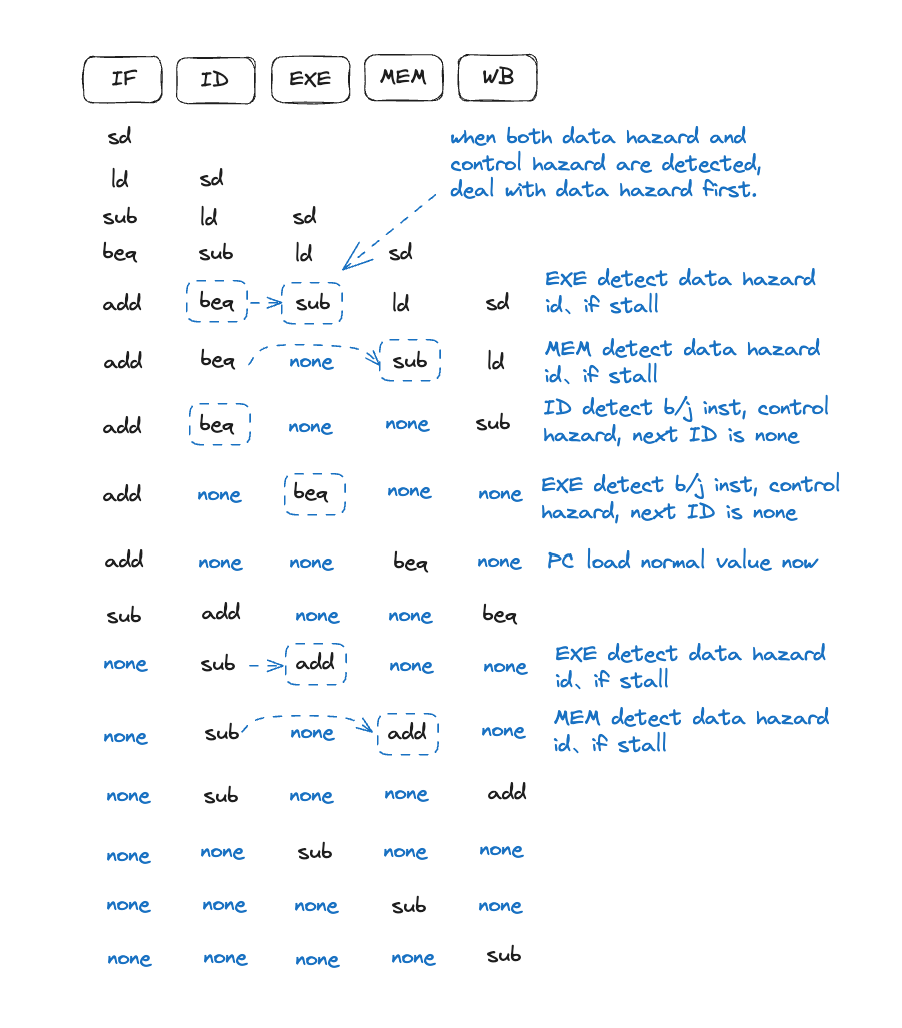 IF ID EXE MEM WB
sd
when both data hazard and
control hazard are detected,
deal with data hazard first.
ld sd
sub ld sd
beq sub ld sd
add beq sub ld sd
EXE detect data hazard
id、if stall
add beq none sub ld
MEM detect data hazard
id、if stall
add beq none none sub
ID detect b/j inst, control
hazard, next ID is none
add none beq none none
EXE detect b/j inst, control
hazard, next ID is none
add none none beq none PC load normal value now
sub add none none beq
none sub add none none
EXE detect data hazard
id、if stall
none sub none add none
MEM detect data hazard
id、if stall
none sub none none add
none none sub none none
none none none sub none
none none none none sub